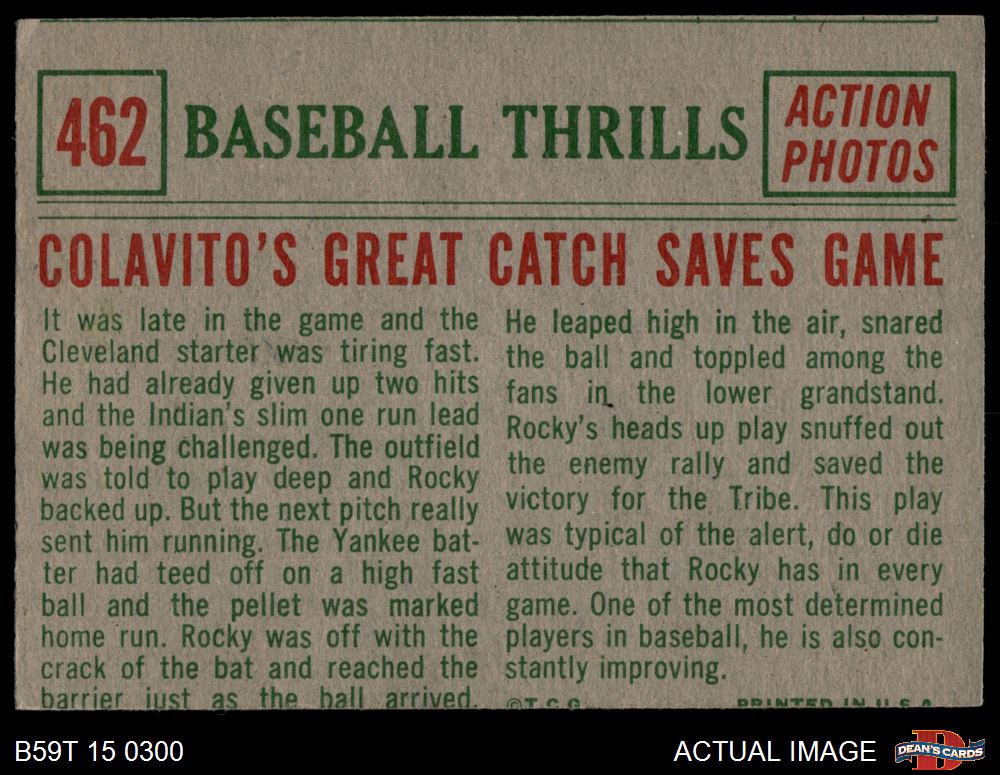 462
BASEBALL THRILLS
ACTION
PHOTOS
COLAVITO'S GREAT CATCH SAVES GAME
It was late in the game and the
Cleveland starter was tiring fast.
He had already given up two hits
and the Indian's slim one run lead
was being challenged. The outfield
was told to play deep and Rocky
backed up. But the next pitch really
sent him running. The Yankee bat-
ter had teed off on a high fast
ball and the pellet was marked
home run. Rocky was off with the
crack of the bat and reached the
barrier just as the ball arrived.
He leaped high in the air, snared
the ball and toppled among the
fans in the lower grandstand.
Rocky's heads up play snuffed out
the enemy rally and saved the
victory for the Tribe. This play
was typical of the alert, do or die
attitude that Rocky has in every
game. One of the most determined
players in baseball, he is also con-
stantly improving.
©T.C.G. PRINTED IN U.S.A.
B59T 15 0300
ACTUAL IMAGE
DEAN'S CARDS